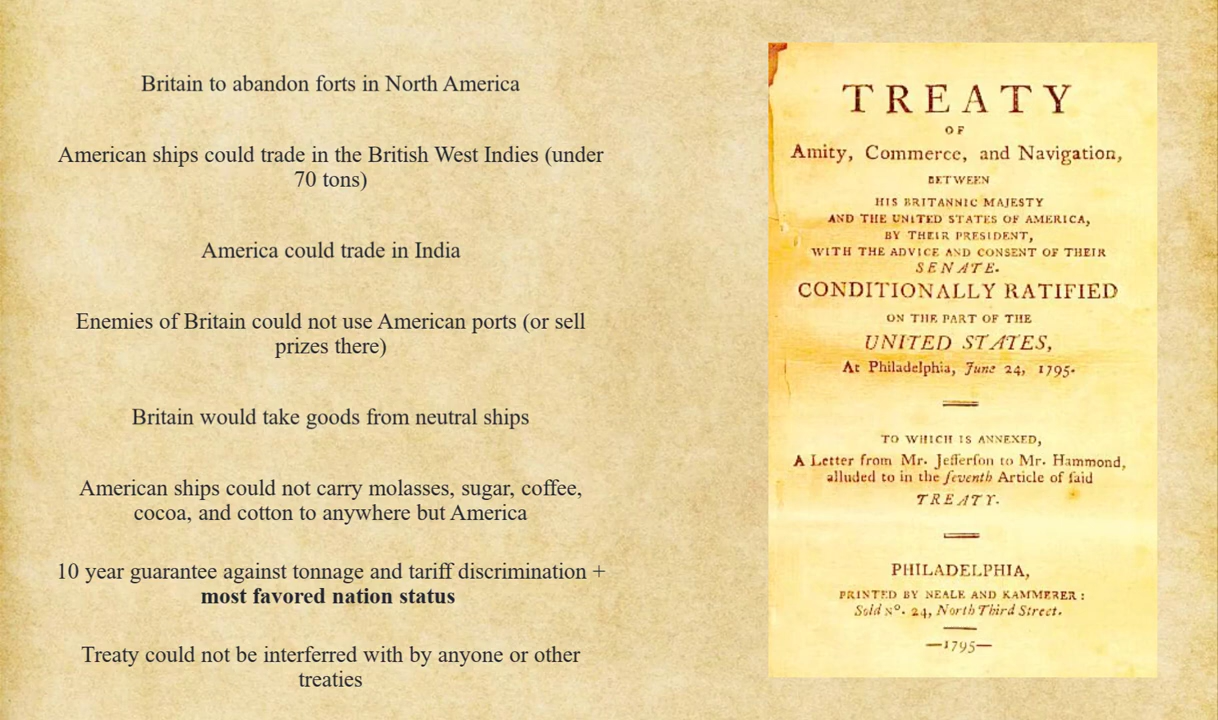 Britain to abandon forts in North America
American ships could trade in the British West Indies (under
70 tons)
America could trade in India
Enemies of Britain could not use American ports (or sell
prizes there)
Britain would take goods from neutral ships
American ships could not carry molasses, sugar, coffee,
cocoa, and cotton to anywhere but America
10 year guarantee against tonnage and tariff discrimination +
most favored nation status
Treaty could not be interferred with by anyone or other
treaties
TREATY
OF
Amity, Commerce, and Navigation,
BETWEEN
HIS BRITANNIC MAJESTY
AND THE UNITED STATES OF AMERICA,
BY THEIR PRESIDENT,
WITH THE ADVICE AND CONSENT OF THEIR
SENATE.
CONDITIONALLY RATIFIED
ON THE PART OF THE
UNITED STATES,
At Philadelphia, June 24, 1795.
TO WHICH IS ANNEXED,
A Letter from Mr. Jefferſon to Mr. Hammond,
alluded to in the ſeventh Article of ſaid
TREATY.
PHILADELPHIA,
PRINTED BY NEALE AND KAMMERER:
Sold Nº. 24, North Third Street.
—1795—